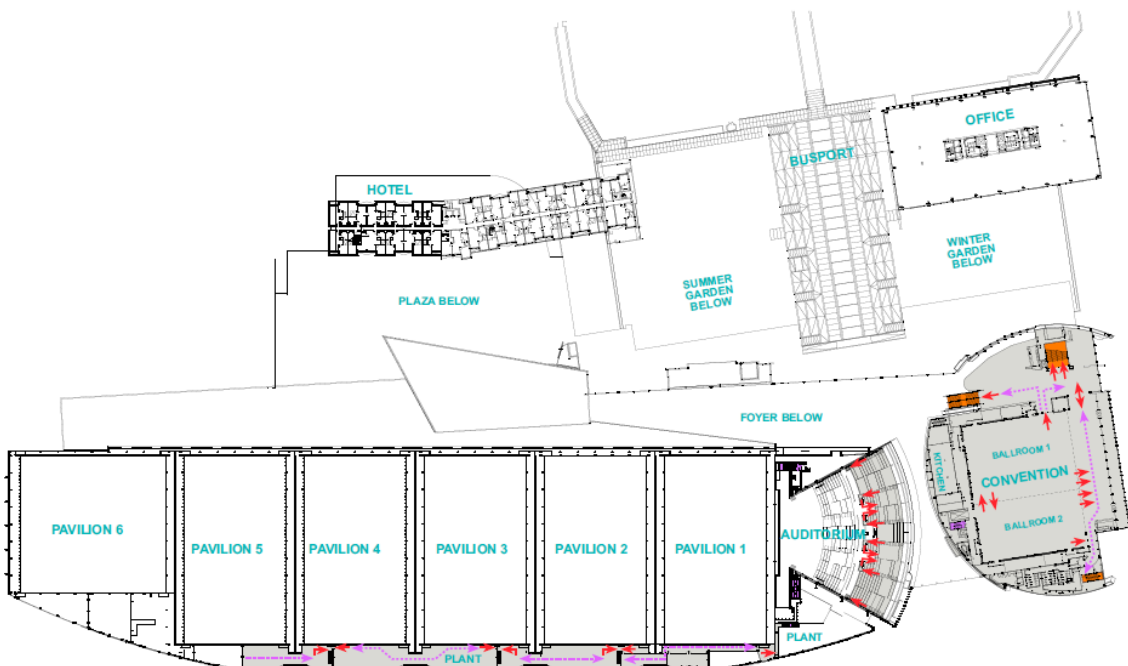 OFFICE
BUSPORT
HOTEL
WINTER
GARDEN
BELOW
SUMMER
GARDEN
BELOW
PLAZA BELOW
FOYER BELOW
KITCHEN
BALLROOM 1
CONVENTION
BALLROOM 2
PAVILION 6
PAVILION 5
PAVILION 4
PAVILION 3
PAVILION 2
PAVILION 1
AUDITORIUM
PLANT
PLANT